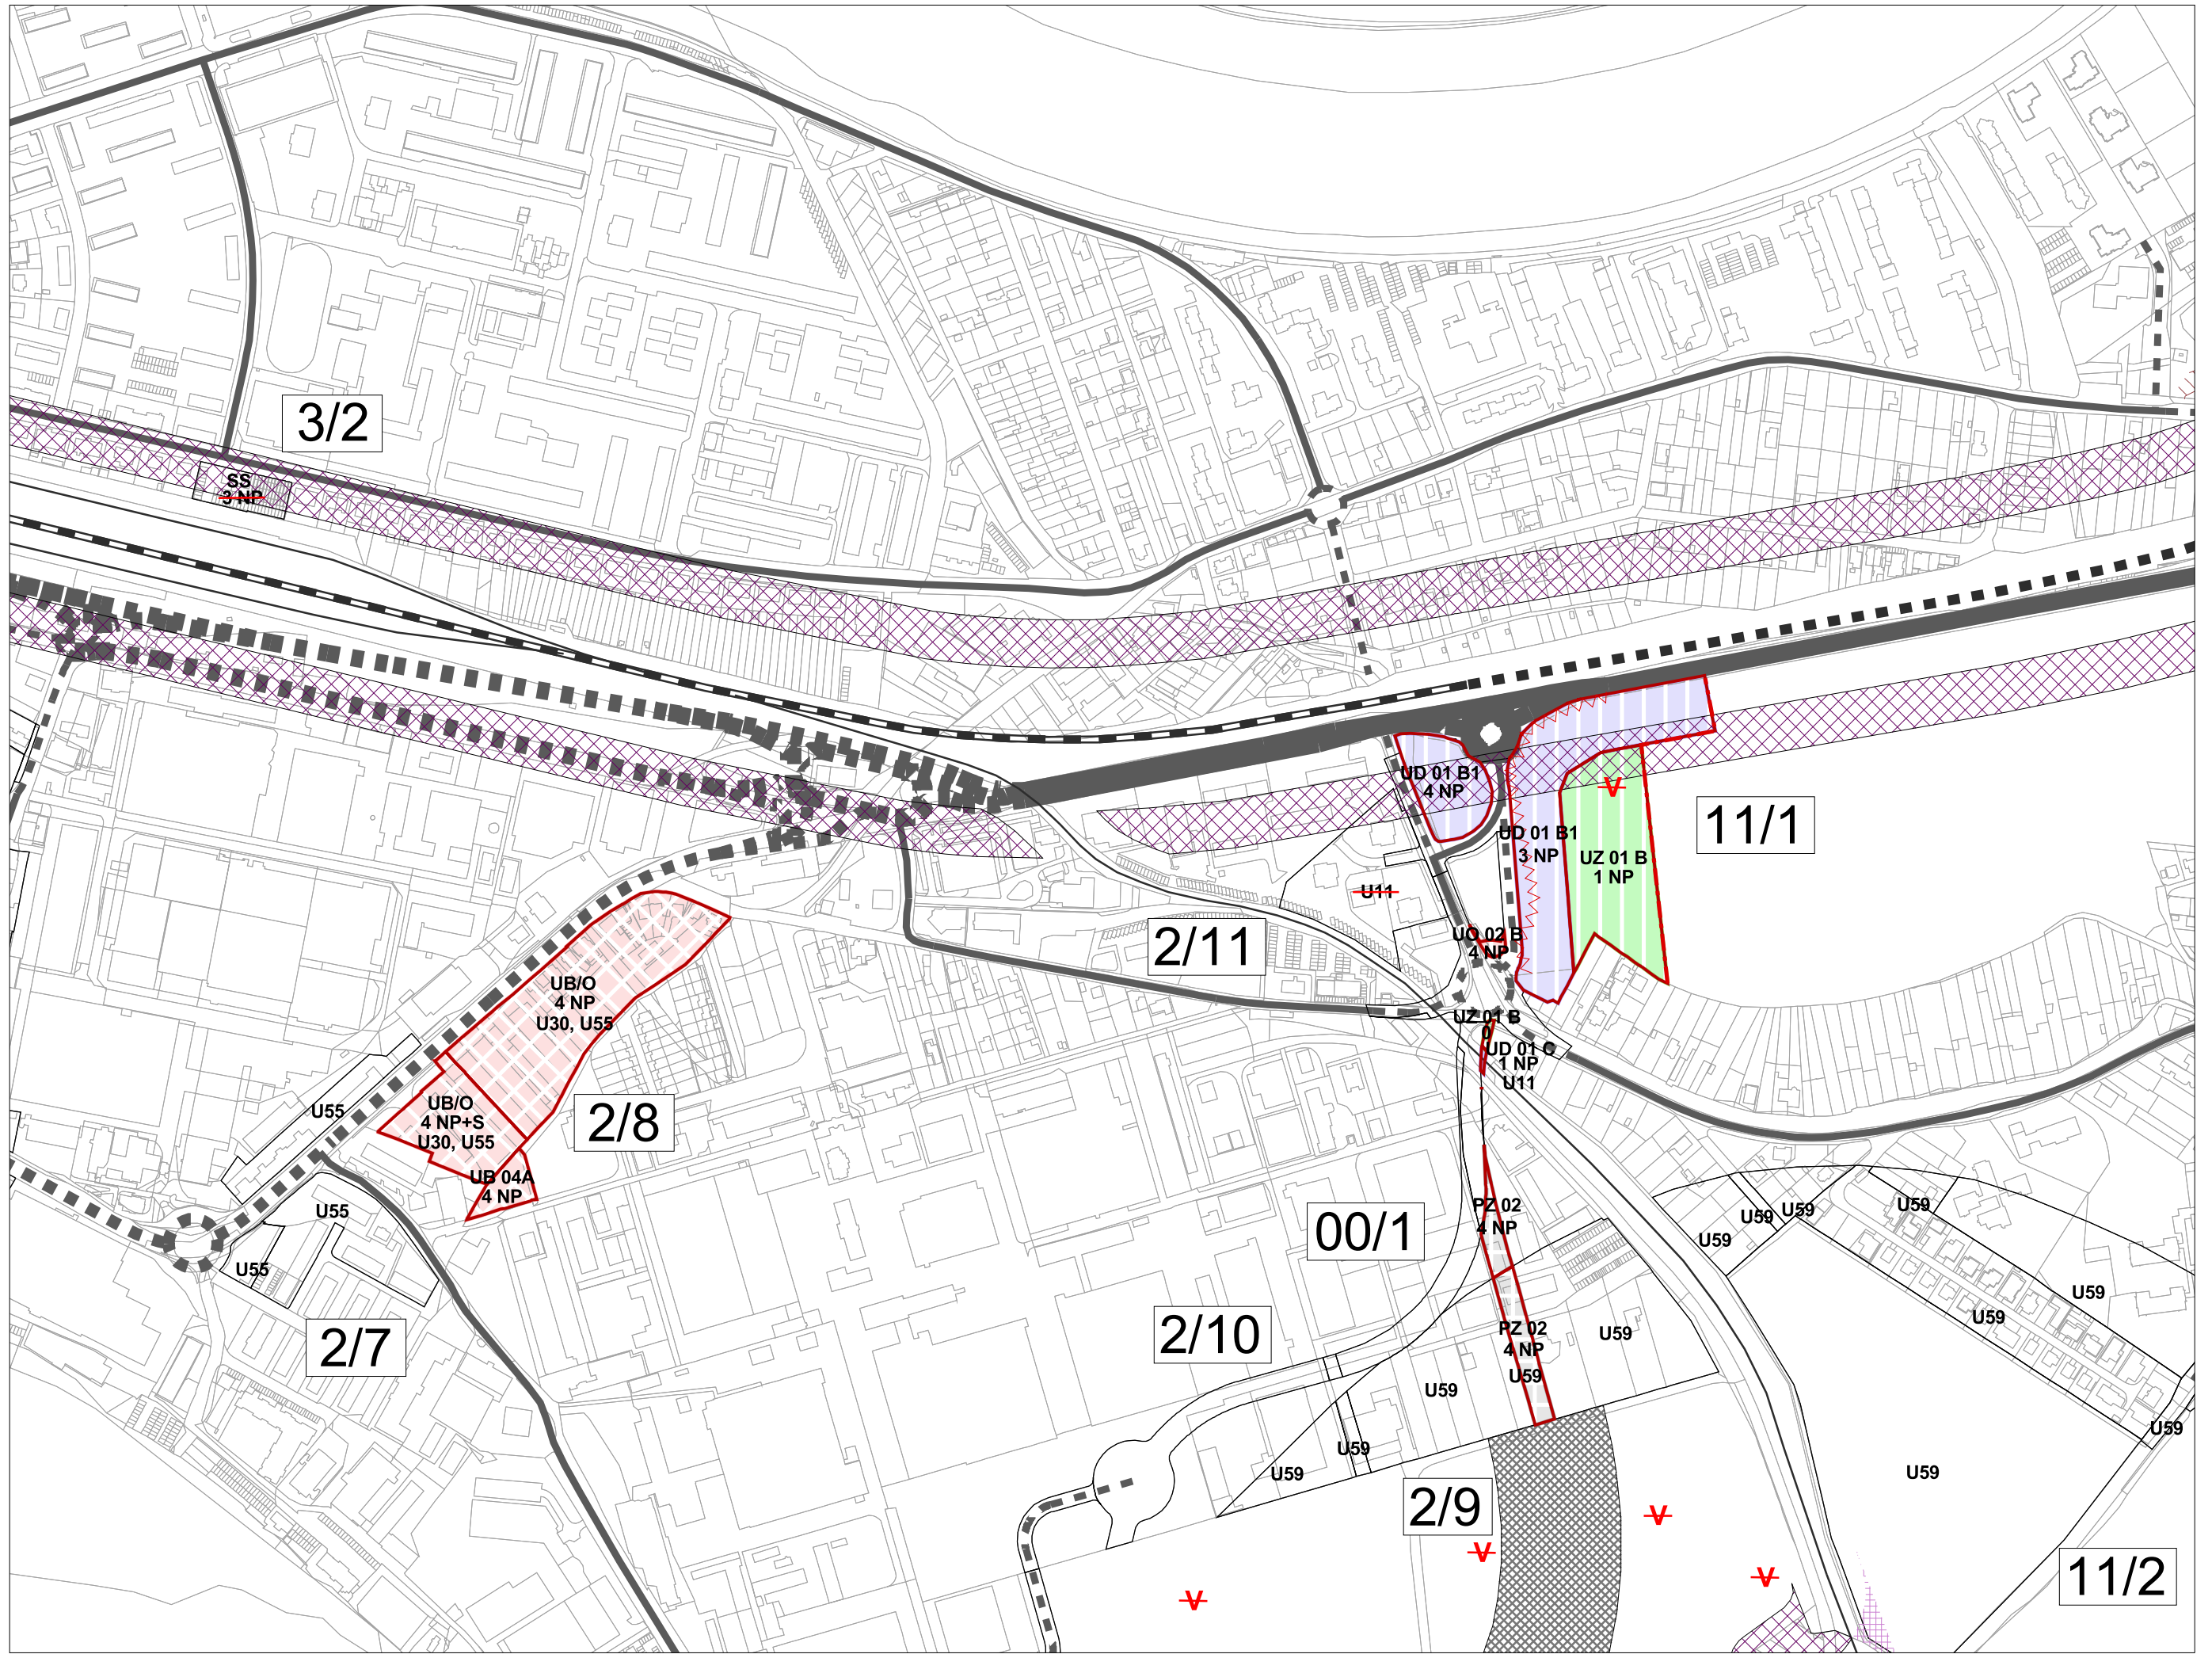 3/2
SS
3 NP
UD 01 B1
4 NP
V
11/1
UD 01 B1
3 NP
UZ 01 B
1 NP
U11
2/11
UO 02 B
4 NP
UB/O
4 NP
U30, U55
UZ 01 B
0
UD 01 C
1 NP
U11
U55
UB/O
4 NP+S
U30, U55
2/8
UB 04A
4 NP
U55
U55
2/7
00/1
PZ 02
4 NP
U59
U59
U59
U59
U59
U59
2/10
PZ 02
4 NP
U59
U59
U59
U59
U59
U59
U59
U59
2/9
V
V
V
V
11/2